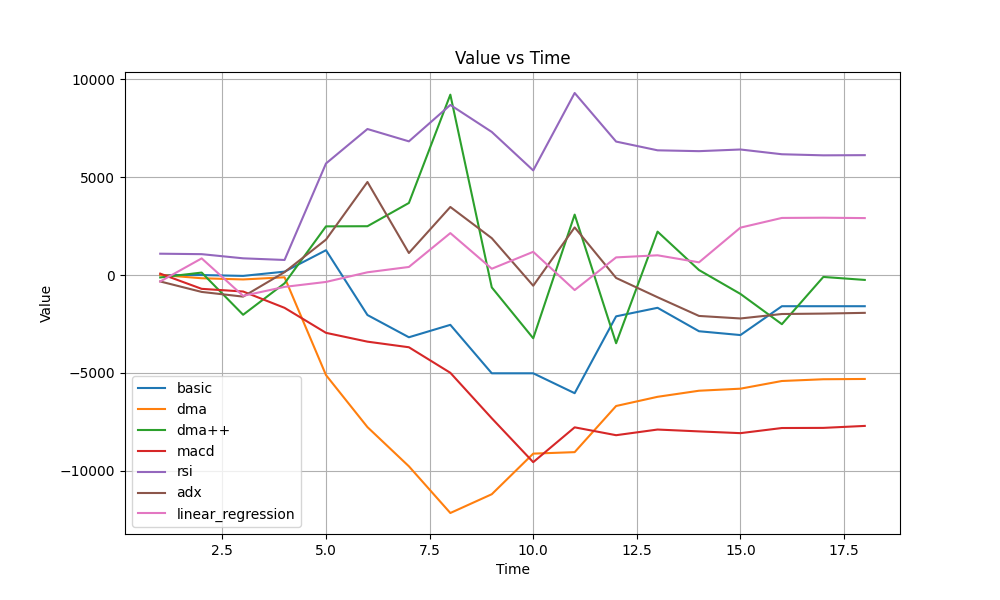 Value vs Time
10000
5000
0
−5000
−10000
Value
basic
dma
dma++
macd
rsi
adx
linear_regression
2.5 5.0 7.5 10.0 12.5 15.0 17.5
Time